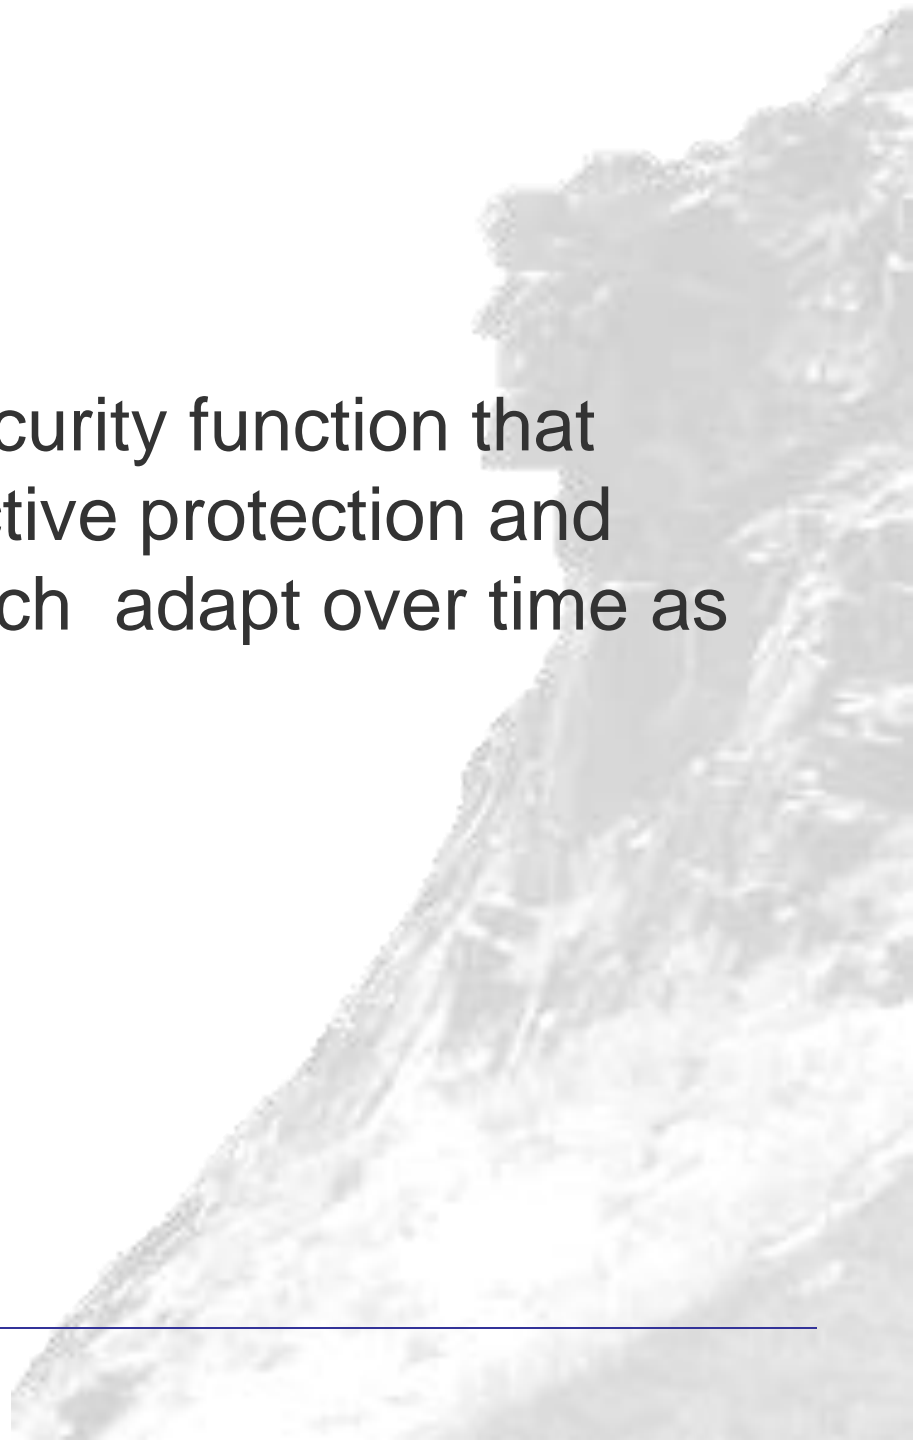 curity function that
tive protection and
ch adapt over time as